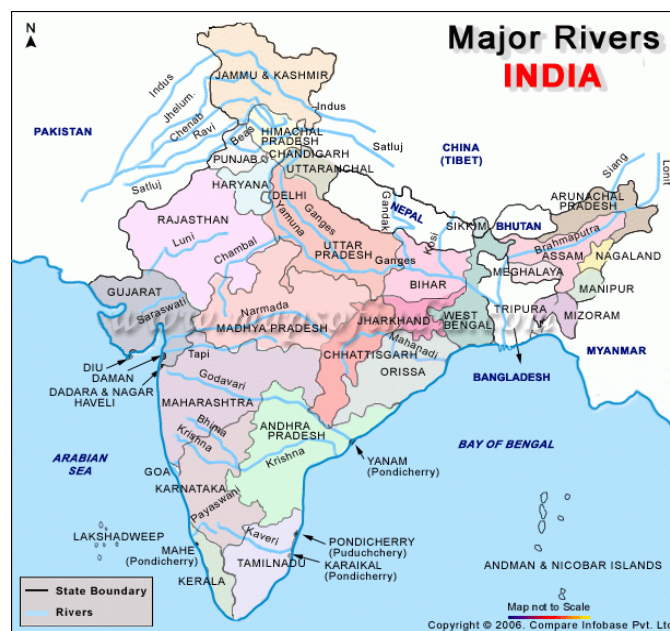 N
Major Rivers
INDIA
JAMMU & KASHMIR
Indus
Jhelum.
Chenab
Ravi
Indus
PAKISTAN
Beas
HIMACHAL
PRADESH
Satluj
CHINA
(TIBET)
Siang
Lohit
PUNJAB
CHANDIGARH
UTTARANCHAL
Satluj
HARYANA
DELHI
ARUNACHAL
PRADESH
RAJASTHAN
Yamuna
Ganges
Gandak
NEPAL
Kosi
SIKKIM
BHUTAN
Brahmaputra
Luni
Chambal
UTTAR
PRADESH
Ganges
ASSAM
NAGALAND
MEGHALAYA
BIHAR
MANIPUR
GUJARAT
Saraswati
Narmada
MADHYA PRADESH
JHARKHAND
WEST
BENGAL
TRIPURA
MIZORAM
Mahanadi
MYANMAR
DIU
DAMAN
DADARA & NAGAR
HAVELI
Tapi
CHHATTISGARH
ORISSA
BANGLADESH
Godavari
MAHARASHTRA
Bhima
Krishna
ANDHRA
PRADESH
Krishna
BAY OF BENGAL
ARABIAN
SEA
GOA
YANAM
(Pondicherry)
KARNATAKA
Payaswani
LAKSHADWEEP
Kaveri
PONDICHERRY
(Puduchchery)
MAHE
(Pondicherry)
TAMILNADU
KARAIKAL
(Pondicherry)
KERALA
ANDMAN & NICOBAR ISLANDS
State Boundary
Rivers
Map not to Scale
Copyright © 2006. Compare Infobase Pvt. Ltd